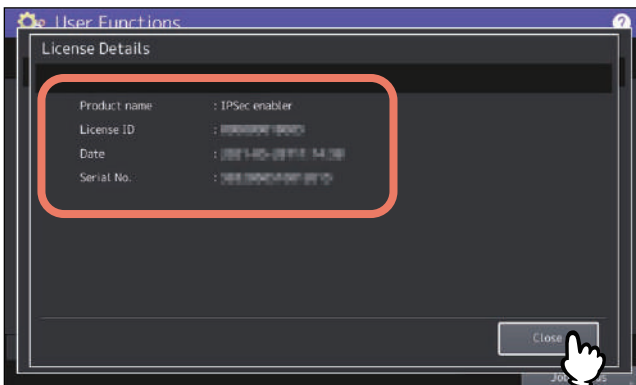 User Functions
?
License Details
Product name : IPSec enabler
License ID :
Date :
Serial No. :
Close